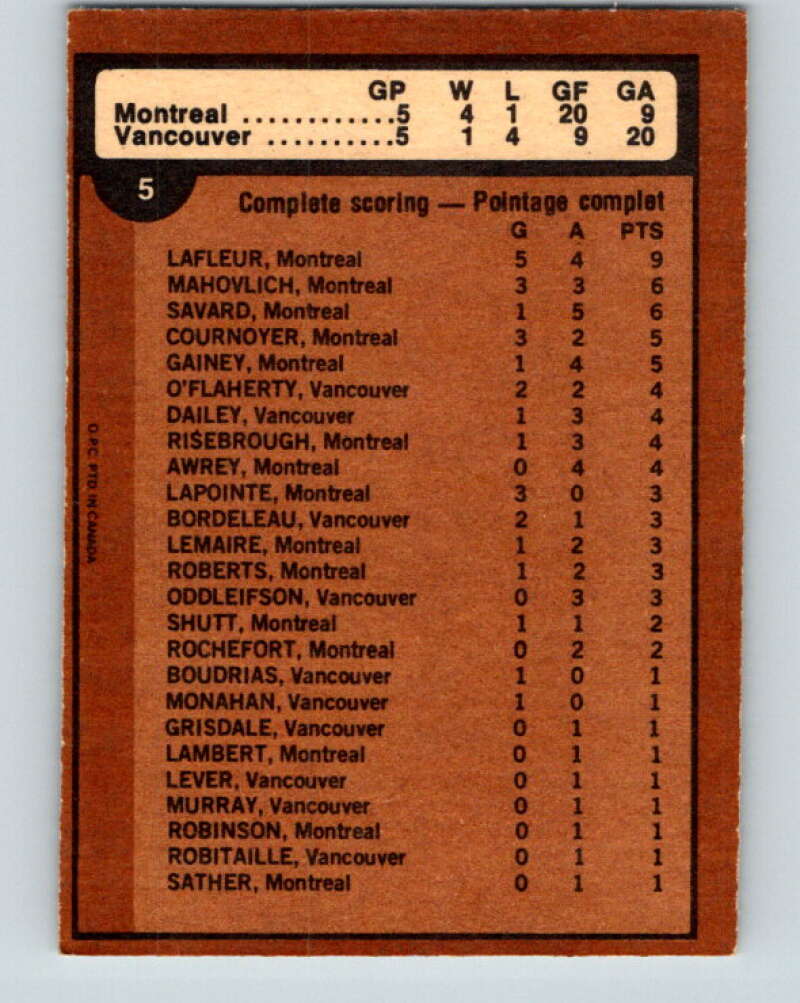 GP W L GF GA
Montreal ............5 4 1 20 9
Vancouver ..........5 1 4 9 20
5
Complete scoring — Pointage complet
G A PTS
LAFLEUR, Montreal 5 4 9
MAHOVLICH, Montreal 3 3 6
SAVARD, Montreal 1 5 6
COURNOYER, Montreal 3 2 5
GAINEY, Montreal 1 4 5
O'FLAHERTY, Vancouver 2 2 4
DAILEY, Vancouver 1 3 4
RISEBROUGH, Montreal 1 3 4
AWREY, Montreal 0 4 4
LAPOINTE, Montreal 3 0 3
BORDELEAU, Vancouver 2 1 3
LEMAIRE, Montreal 1 2 3
ROBERTS, Montreal 1 2 3
ODDLEIFSON, Vancouver 0 3 3
SHUTT, Montreal 1 1 2
ROCHEFORT, Montreal 0 2 2
BOUDRIAS, Vancouver 1 0 1
MONAHAN, Vancouver 1 0 1
GRISDALE, Vancouver 0 1 1
LAMBERT, Montreal 0 1 1
LEVER, Vancouver 0 1 1
MURRAY, Vancouver 0 1 1
ROBINSON, Montreal 0 1 1
ROBITAILLE, Vancouver 0 1 1
SATHER, Montreal 0 1 1
O.P.C. PTD IN CANADA